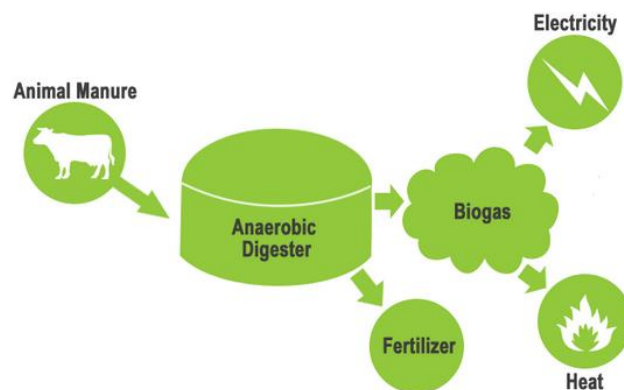 Electricity
Animal Manure
Anaerobic
Digester
Biogas
Fertilizer
Heat